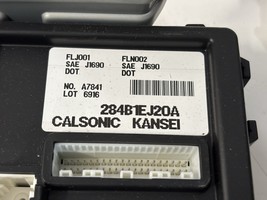 FLJ001 FLN002
SAE J1690 SAE J1690
DOT DOT
NO. A7841
LOT 6916
284B1EJ20A
CALSONIC KANSEI